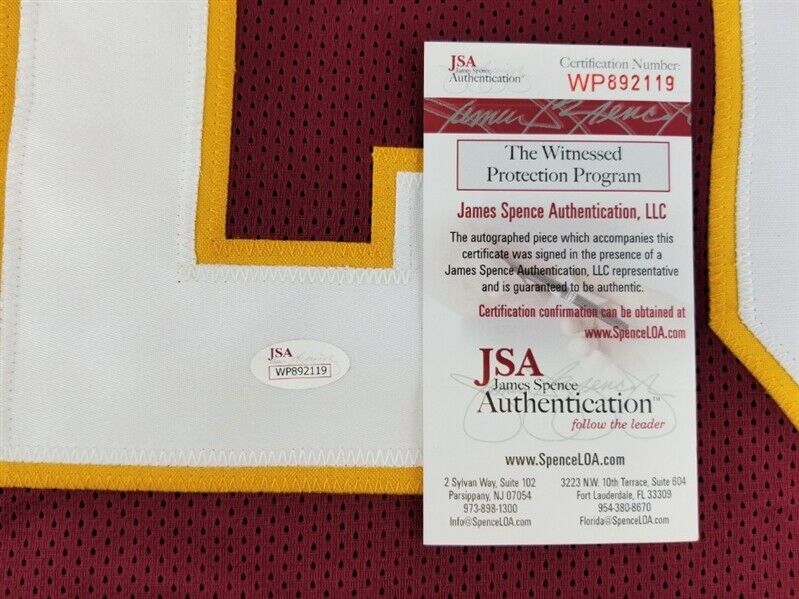 JSA
James Spence
Authentication™
Certification Number:
WP892119
James Spence
The Witnessed
Protection Program
James Spence Authentication, LLC
The autographed piece which accompanies this
certificate was signed in the presence of a
James Spence Authentication, LLC representative
and is guaranteed to be authentic.
Certification confirmation can be obtained at
www.SpenceLOA.com
JSA
James Spence
Authentication™
follow the leader
www.SpenceLOA.com
2 Sylvan Way, Suite 102
Parsippany, NJ 07054
973-898-1300
Info@SpenceLOA.com
3223 N.W. 10th Terrace, Suite 604
Fort Lauderdale, FL 33309
954-380-8670
Florida@SpenceLOA.com
JSA
WP892119